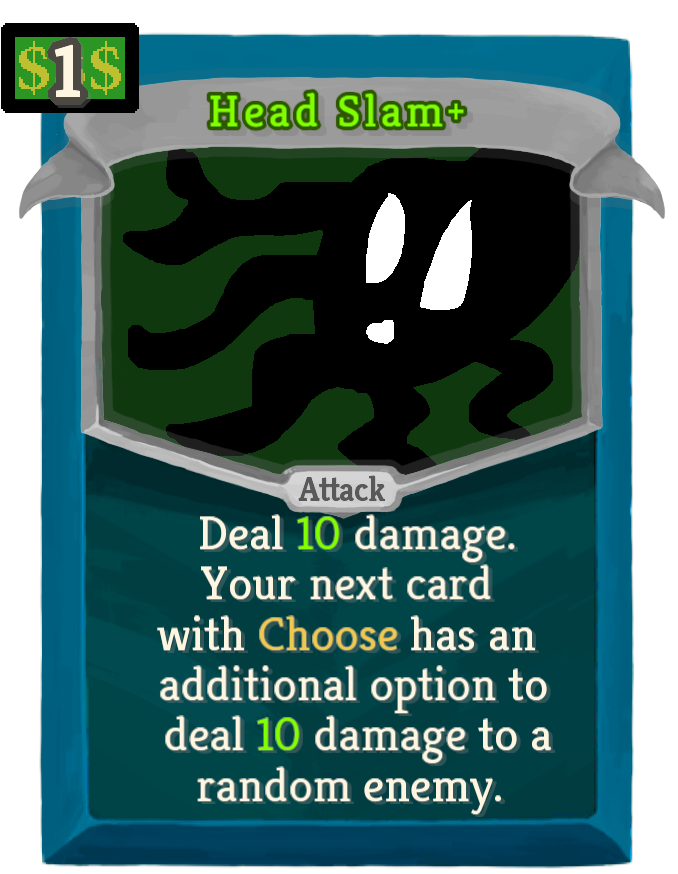 $1$
Head Slam+
Attack
Deal 10 damage.
Your next card
with Choose has an
additional option to
deal 10 damage to a
random enemy.